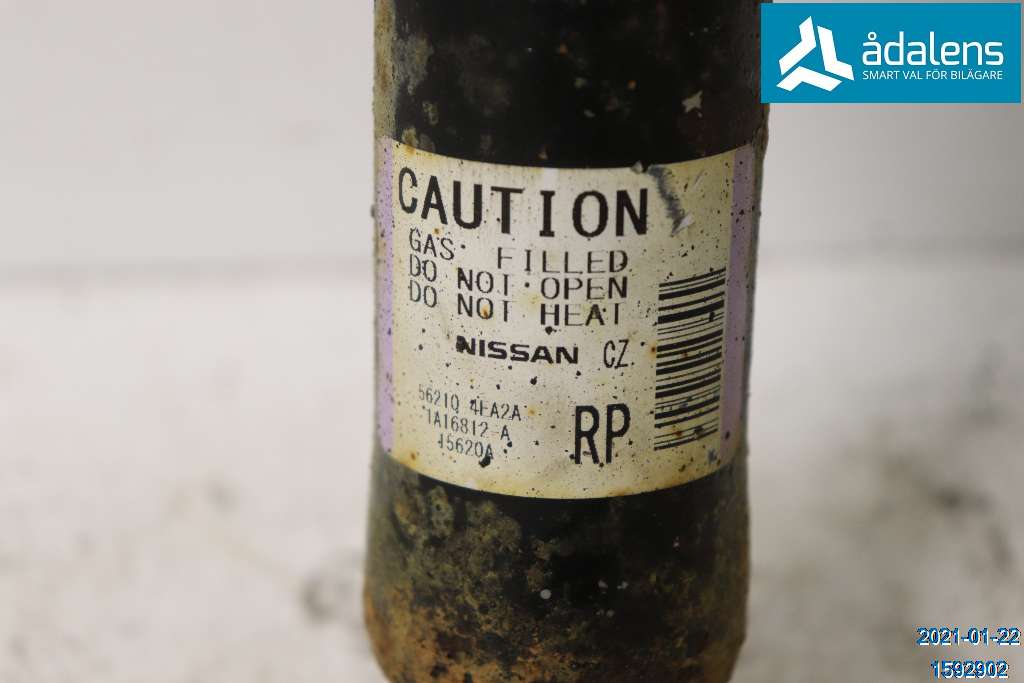 ådalens
SMART VAL FÖR BILÄGARE
CAUTION
GAS FILLED
DO NOT OPEN
DO NOT HEAT
NISSAN CZ
5621Q 4EA2A
1A16812-A
15620A
RP
2021-01-22
1592902